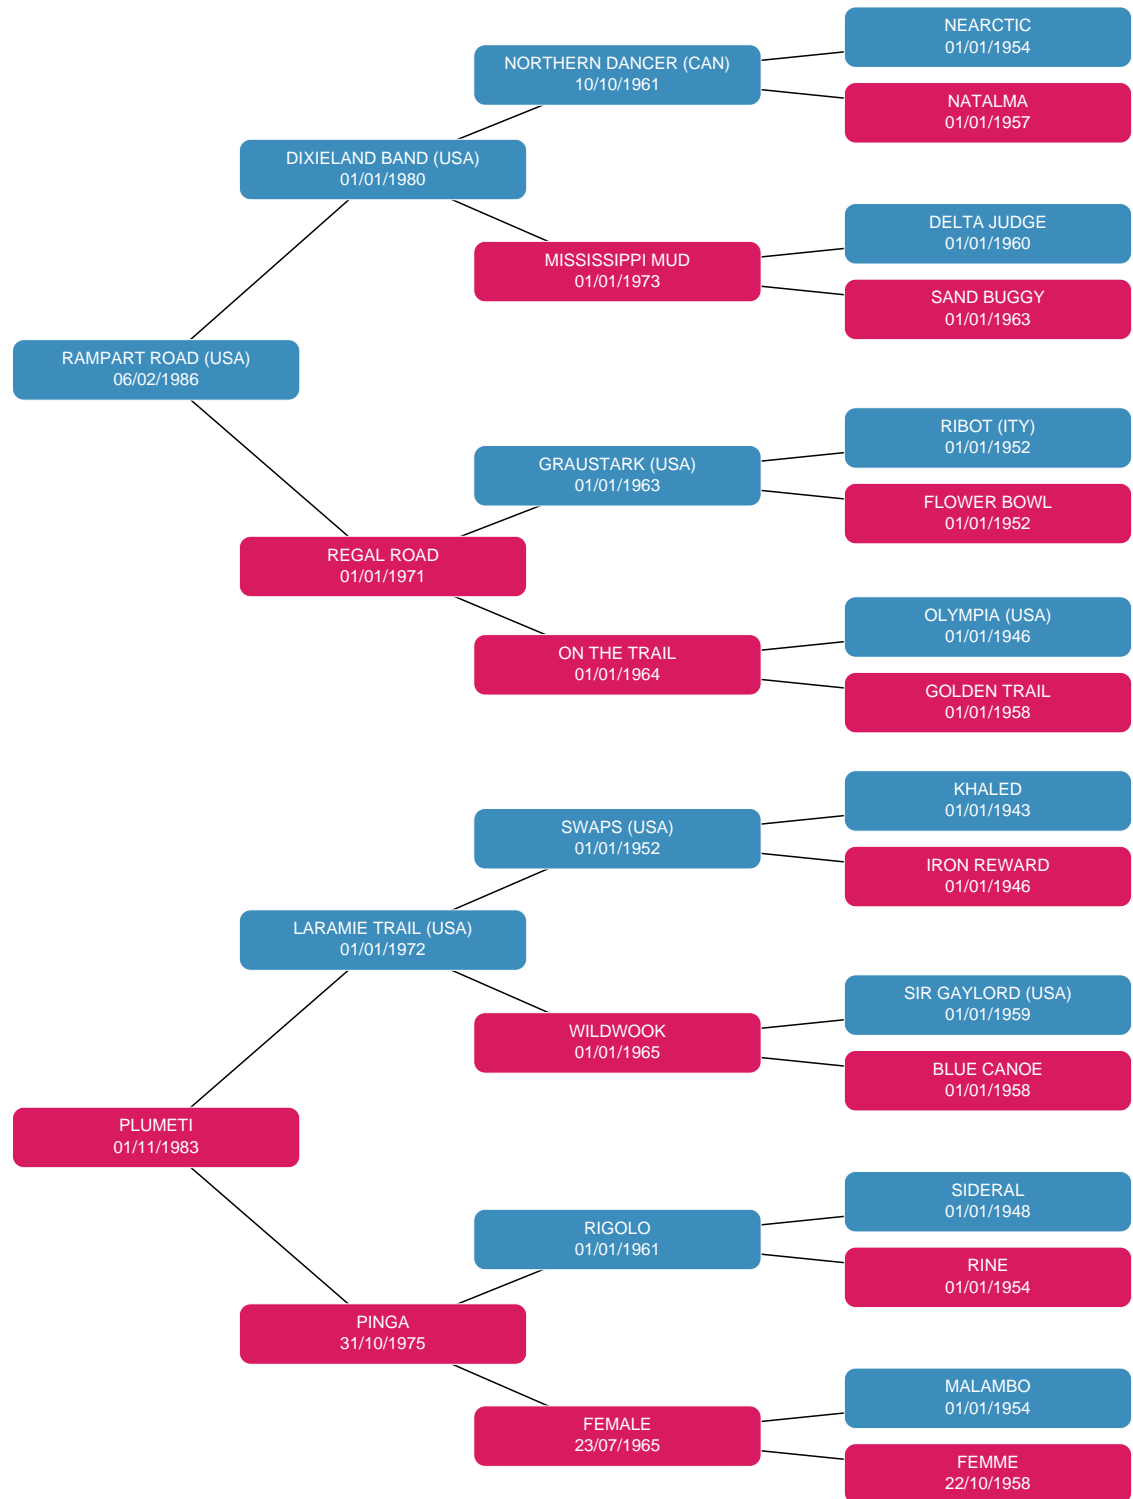 NEARCTIC
01/01/1954
NORTHERN DANCER (CAN)
10/10/1961
NATALMA
01/01/1957
DIXIELAND BAND (USA)
01/01/1980
DELTA JUDGE
01/01/1960
MISSISSIPPI MUD
01/01/1973
SAND BUGGY
01/01/1963
RAMPART ROAD (USA)
06/02/1986
RIBOT (ITY)
01/01/1952
GRAUSTARK (USA)
01/01/1963
FLOWER BOWL
01/01/1952
REGAL ROAD
01/01/1971
OLYMPIA (USA)
01/01/1946
ON THE TRAIL
01/01/1964
GOLDEN TRAIL
01/01/1958
KHALED
01/01/1943
SWAPS (USA)
01/01/1952
IRON REWARD
01/01/1946
LARAMIE TRAIL (USA)
01/01/1972
SIR GAYLORD (USA)
01/01/1959
WILDWOOK
01/01/1965
BLUE CANOE
01/01/1958
PLUMETI
01/11/1983
SIDERAL
01/01/1948
RIGOLO
01/01/1961
RINE
01/01/1954
PINGA
31/10/1975
MALAMBO
01/01/1954
FEMALE
23/07/1965
FEMME
22/10/1958